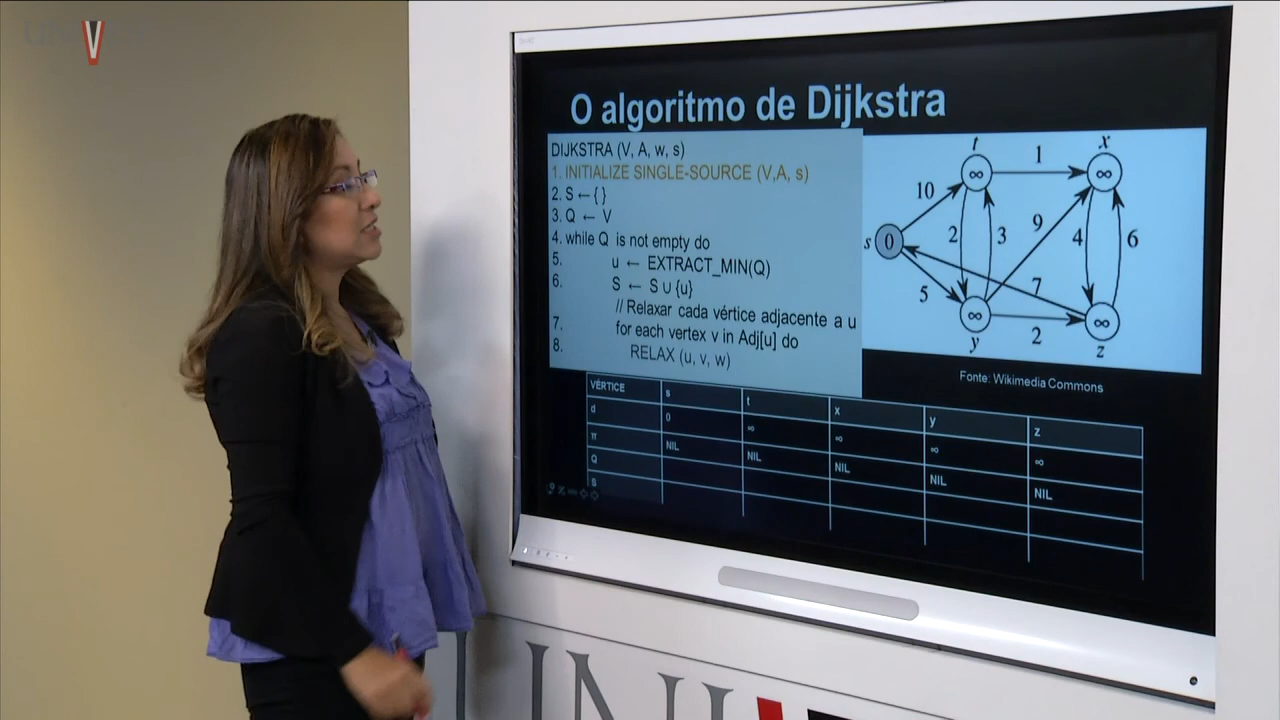 O algoritmo de Dijkstra
DIJKSTRA (V, A, w, s)
1. INITIALIZE SINGLE-SOURCE (V,A, s)
2. S ← { }
3. Q ← V
4. while Q is not empty do
5. u ← EXTRACT_MIN(Q)
6. S ← S ∪ {u}
// Relaxar cada vértice adjacente a u
7. for each vertex v in Adj[u] do
8. RELAX (u, v, w)
t x
1
∞ ∞
10
s 0 2 3 9 4 6
5 7
∞ 2 ∞
y z
Fonte: Wikimedia Commons
VÉRTICE s t x y z
d 0 ∞ ∞ ∞ ∞
π NIL NIL NIL NIL NIL
Q
S
UNI